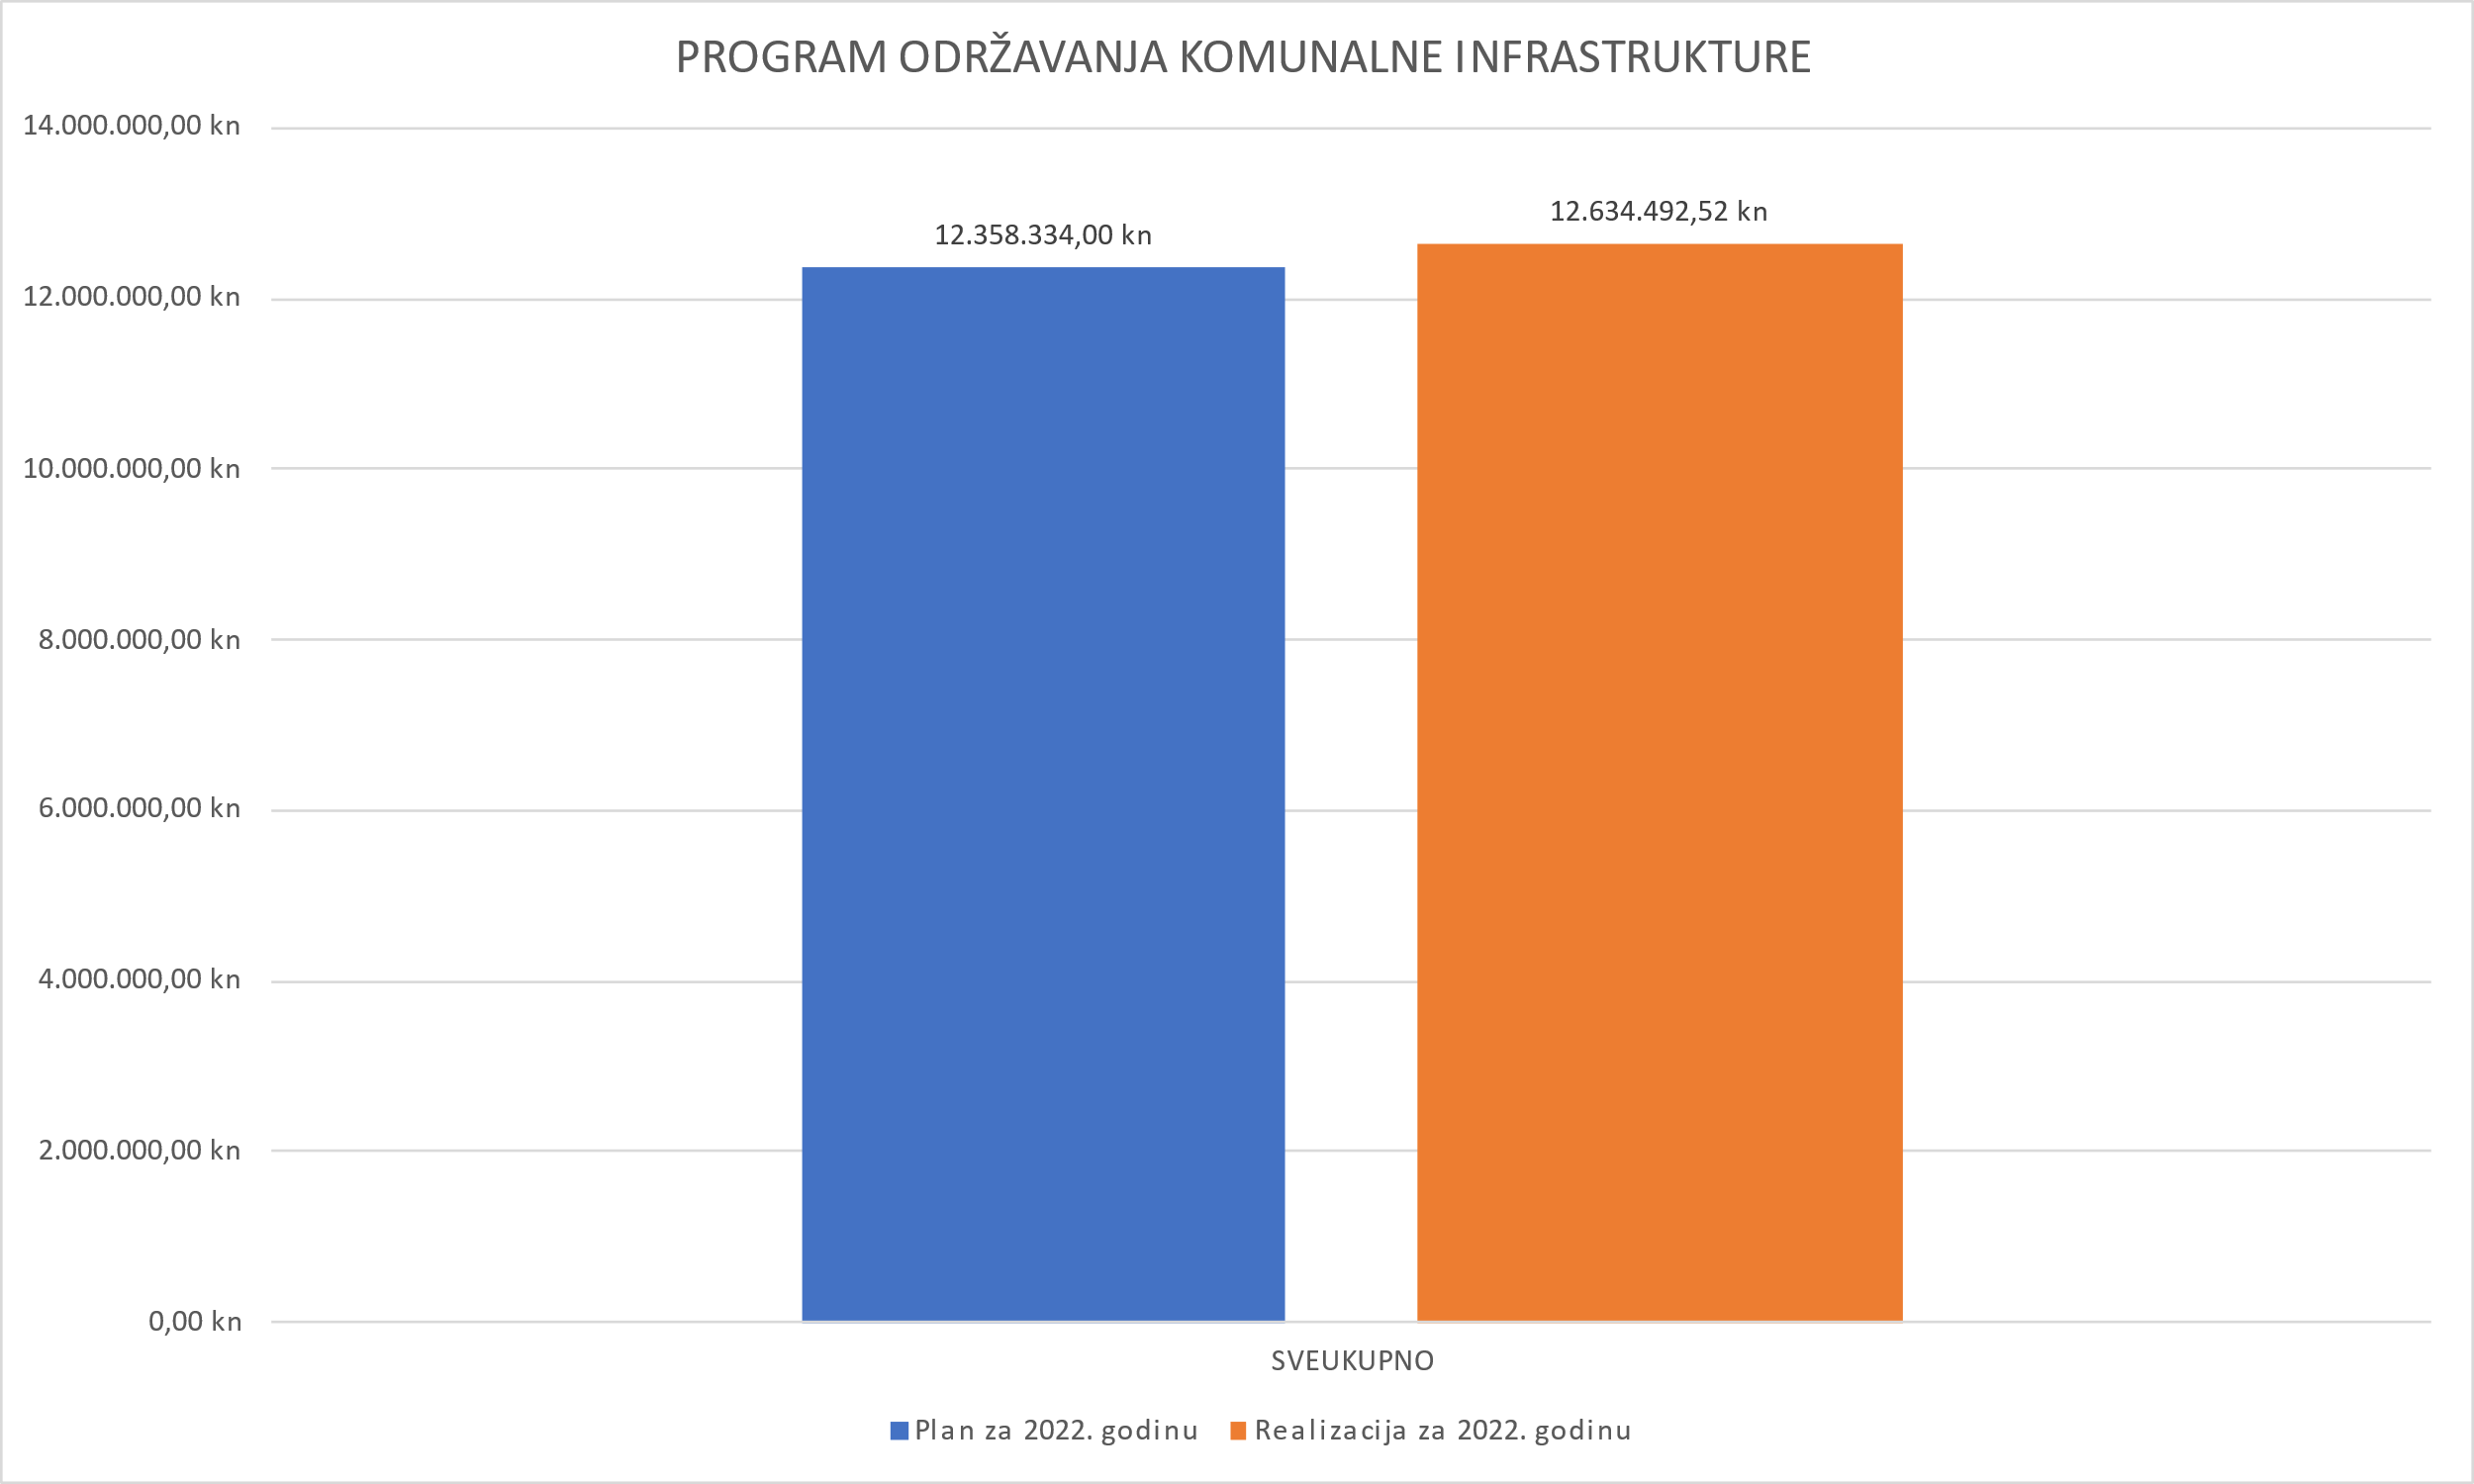 PROGRAM ODRŽAVANJA KOMUNALNE INFRASTRUKTURE
14.000.000,00 kn
12.634.492,52 kn
12.358.334,00 kn
12.000.000,00 kn
10.000.000,00 kn
8.000.000,00 kn
6.000.000,00 kn
4.000.000,00 kn
2.000.000,00 kn
0,00 kn
SVEUKUPNO
Plan za 2022. godinu
Realizacija za 2022. godinu